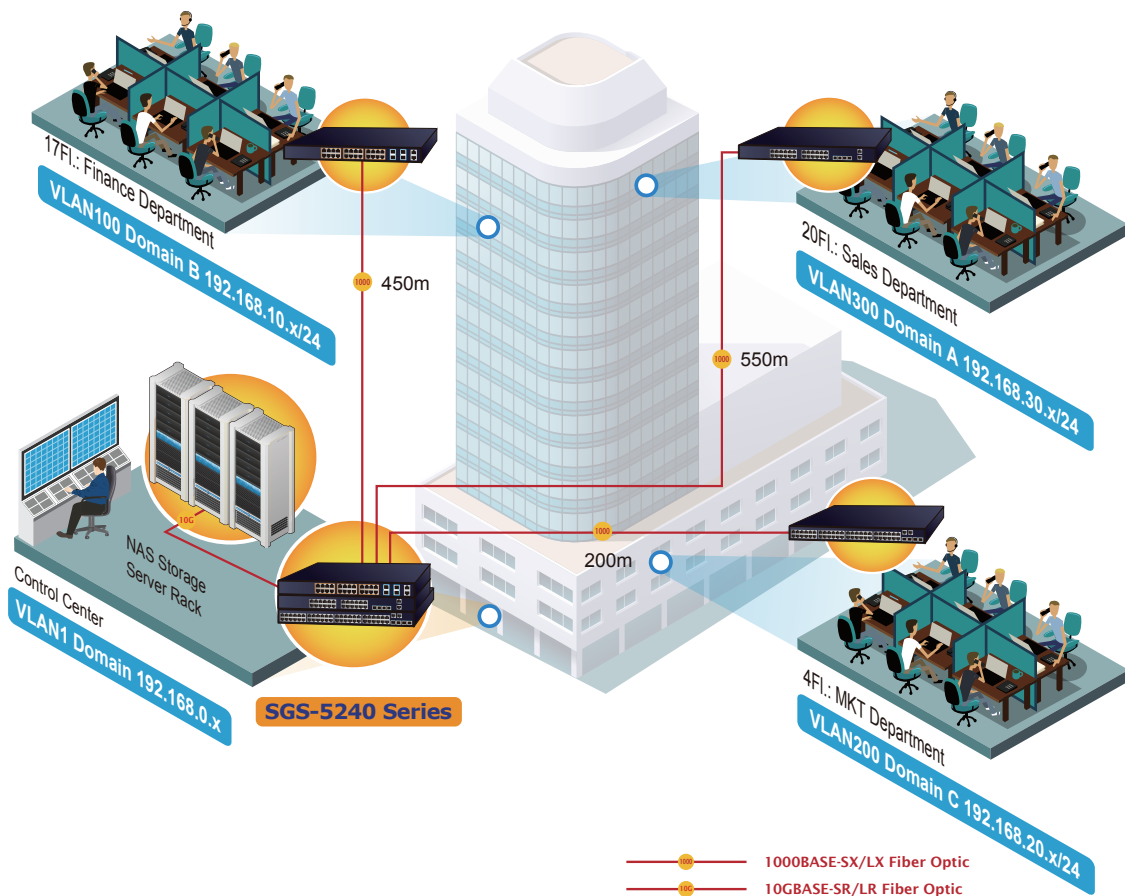 17Fl.: Finance Department
VLAN100 Domain B 192.168.10.x/24
1000
450m
20Fl.: Sales Department
VLAN300 Domain A 192.168.30.x/24
1000
550m
10G
NAS Storage
Server Rack
Control Center
VLAN1 Domain 192.168.0.x
SGS-5240 Series
1000
200m
4Fl.: MKT Department
VLAN200 Domain C 192.168.20.x/24
1000
1000BASE-SX/LX Fiber Optic
10G
10GBASE-SR/LR Fiber Optic